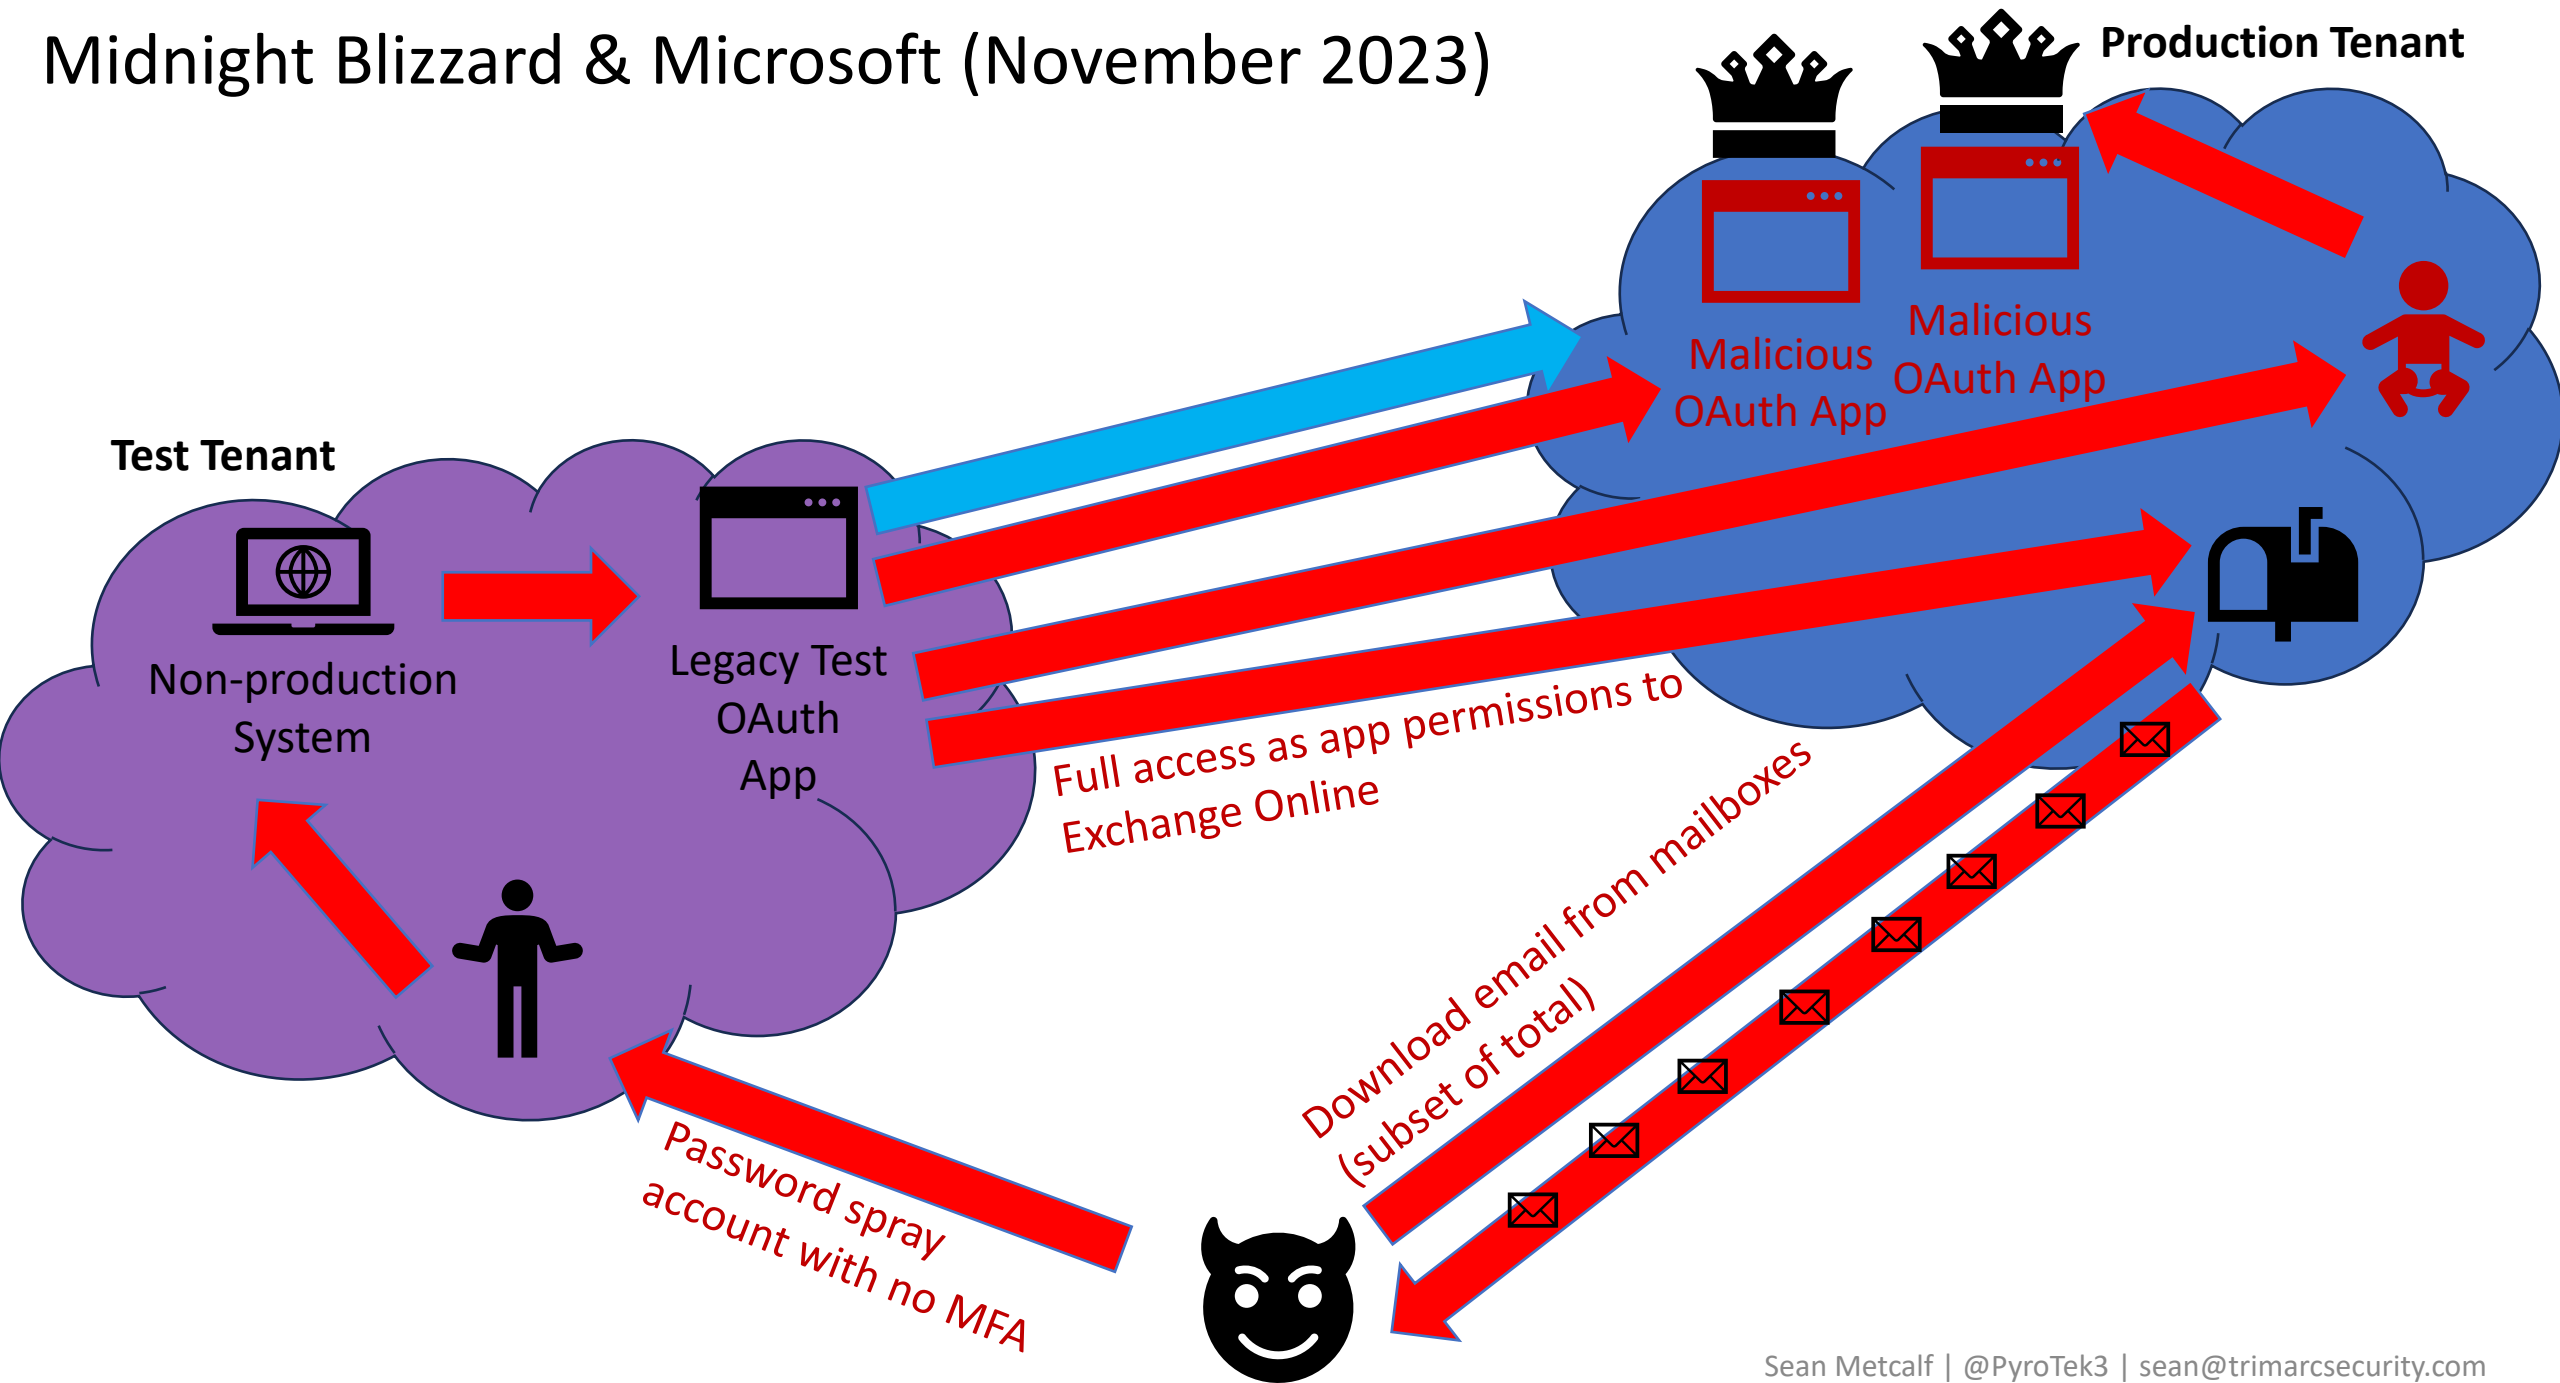 Midnight Blizzard & Microsoft (November 2023)
Production Tenant
Malicious
OAuth App
Malicious
OAuth App
Test Tenant
Non-production
System
Legacy Test
OAuth
App
Full access as app permissions to
Exchange Online
Download email from mailboxes
(subset of total)
Password spray
account with no MFA
Sean Metcalf | @PyroTek3 | sean@trimarcsecurity.com